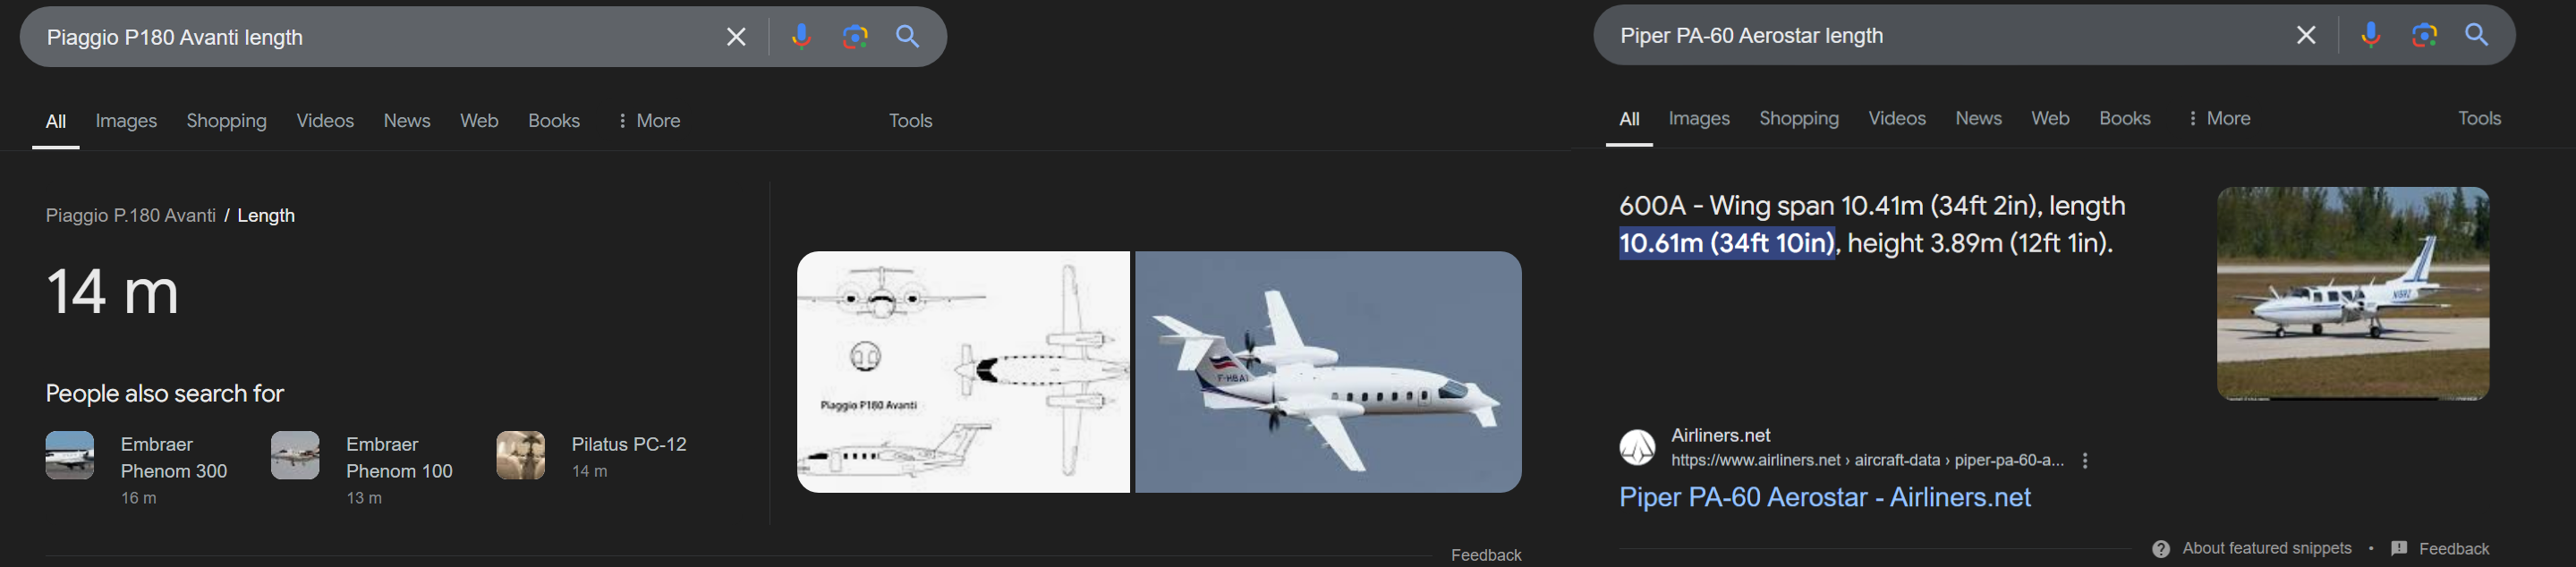 Piaggio P180 Avanti length
All Images Shopping Videos News Web Books More Tools
Piaggio P.180 Avanti / Length
14 m
People also search for
Embraer
Phenom 300
16 m
Embraer
Phenom 100
13 m
Pilatus PC-12
14 m
Piaggio P180 Avanti
F-HBAI
Feedback
Piper PA-60 Aerostar length
All Images Shopping Videos News Web Books More Tools
600A - Wing span 10.41m (34ft 2in), length
10.61m (34ft 10in), height 3.89m (12ft 1in).
Airliners.net
https://www.airliners.net › aircraft-data › piper-pa-60-a...
Piper PA-60 Aerostar - Airliners.net
About featured snippets • Feedback